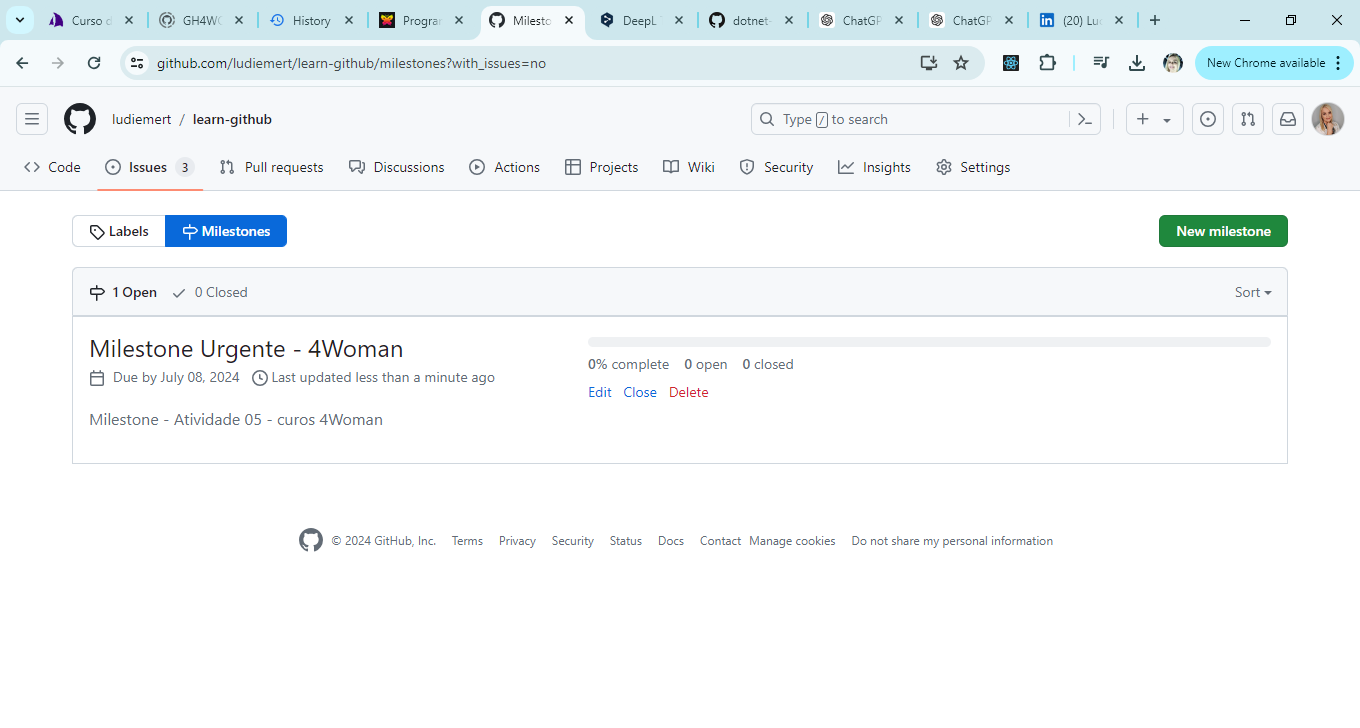 Curso d
GH4WO
History
Program
Milesto
DeepL T
dotnet-
ChatGP
ChatGP
(20) Lu
github.com/ludiemert/learn-github/milestones?with_issues=no
New Chrome available
ludiemert / learn-github
Type / to search
Code
Issues 3
Pull requests
Discussions
Actions
Projects
Wiki
Security
Insights
Settings
Labels
Milestones
New milestone
1 Open
0 Closed
Sort
Milestone Urgente - 4Woman
Due by July 08, 2024
Last updated less than a minute ago
Milestone - Atividade 05 - curos 4Woman
0% complete 0 open 0 closed
Edit Close Delete
© 2024 GitHub, Inc. Terms Privacy Security Status Docs Contact Manage cookies Do not share my personal information